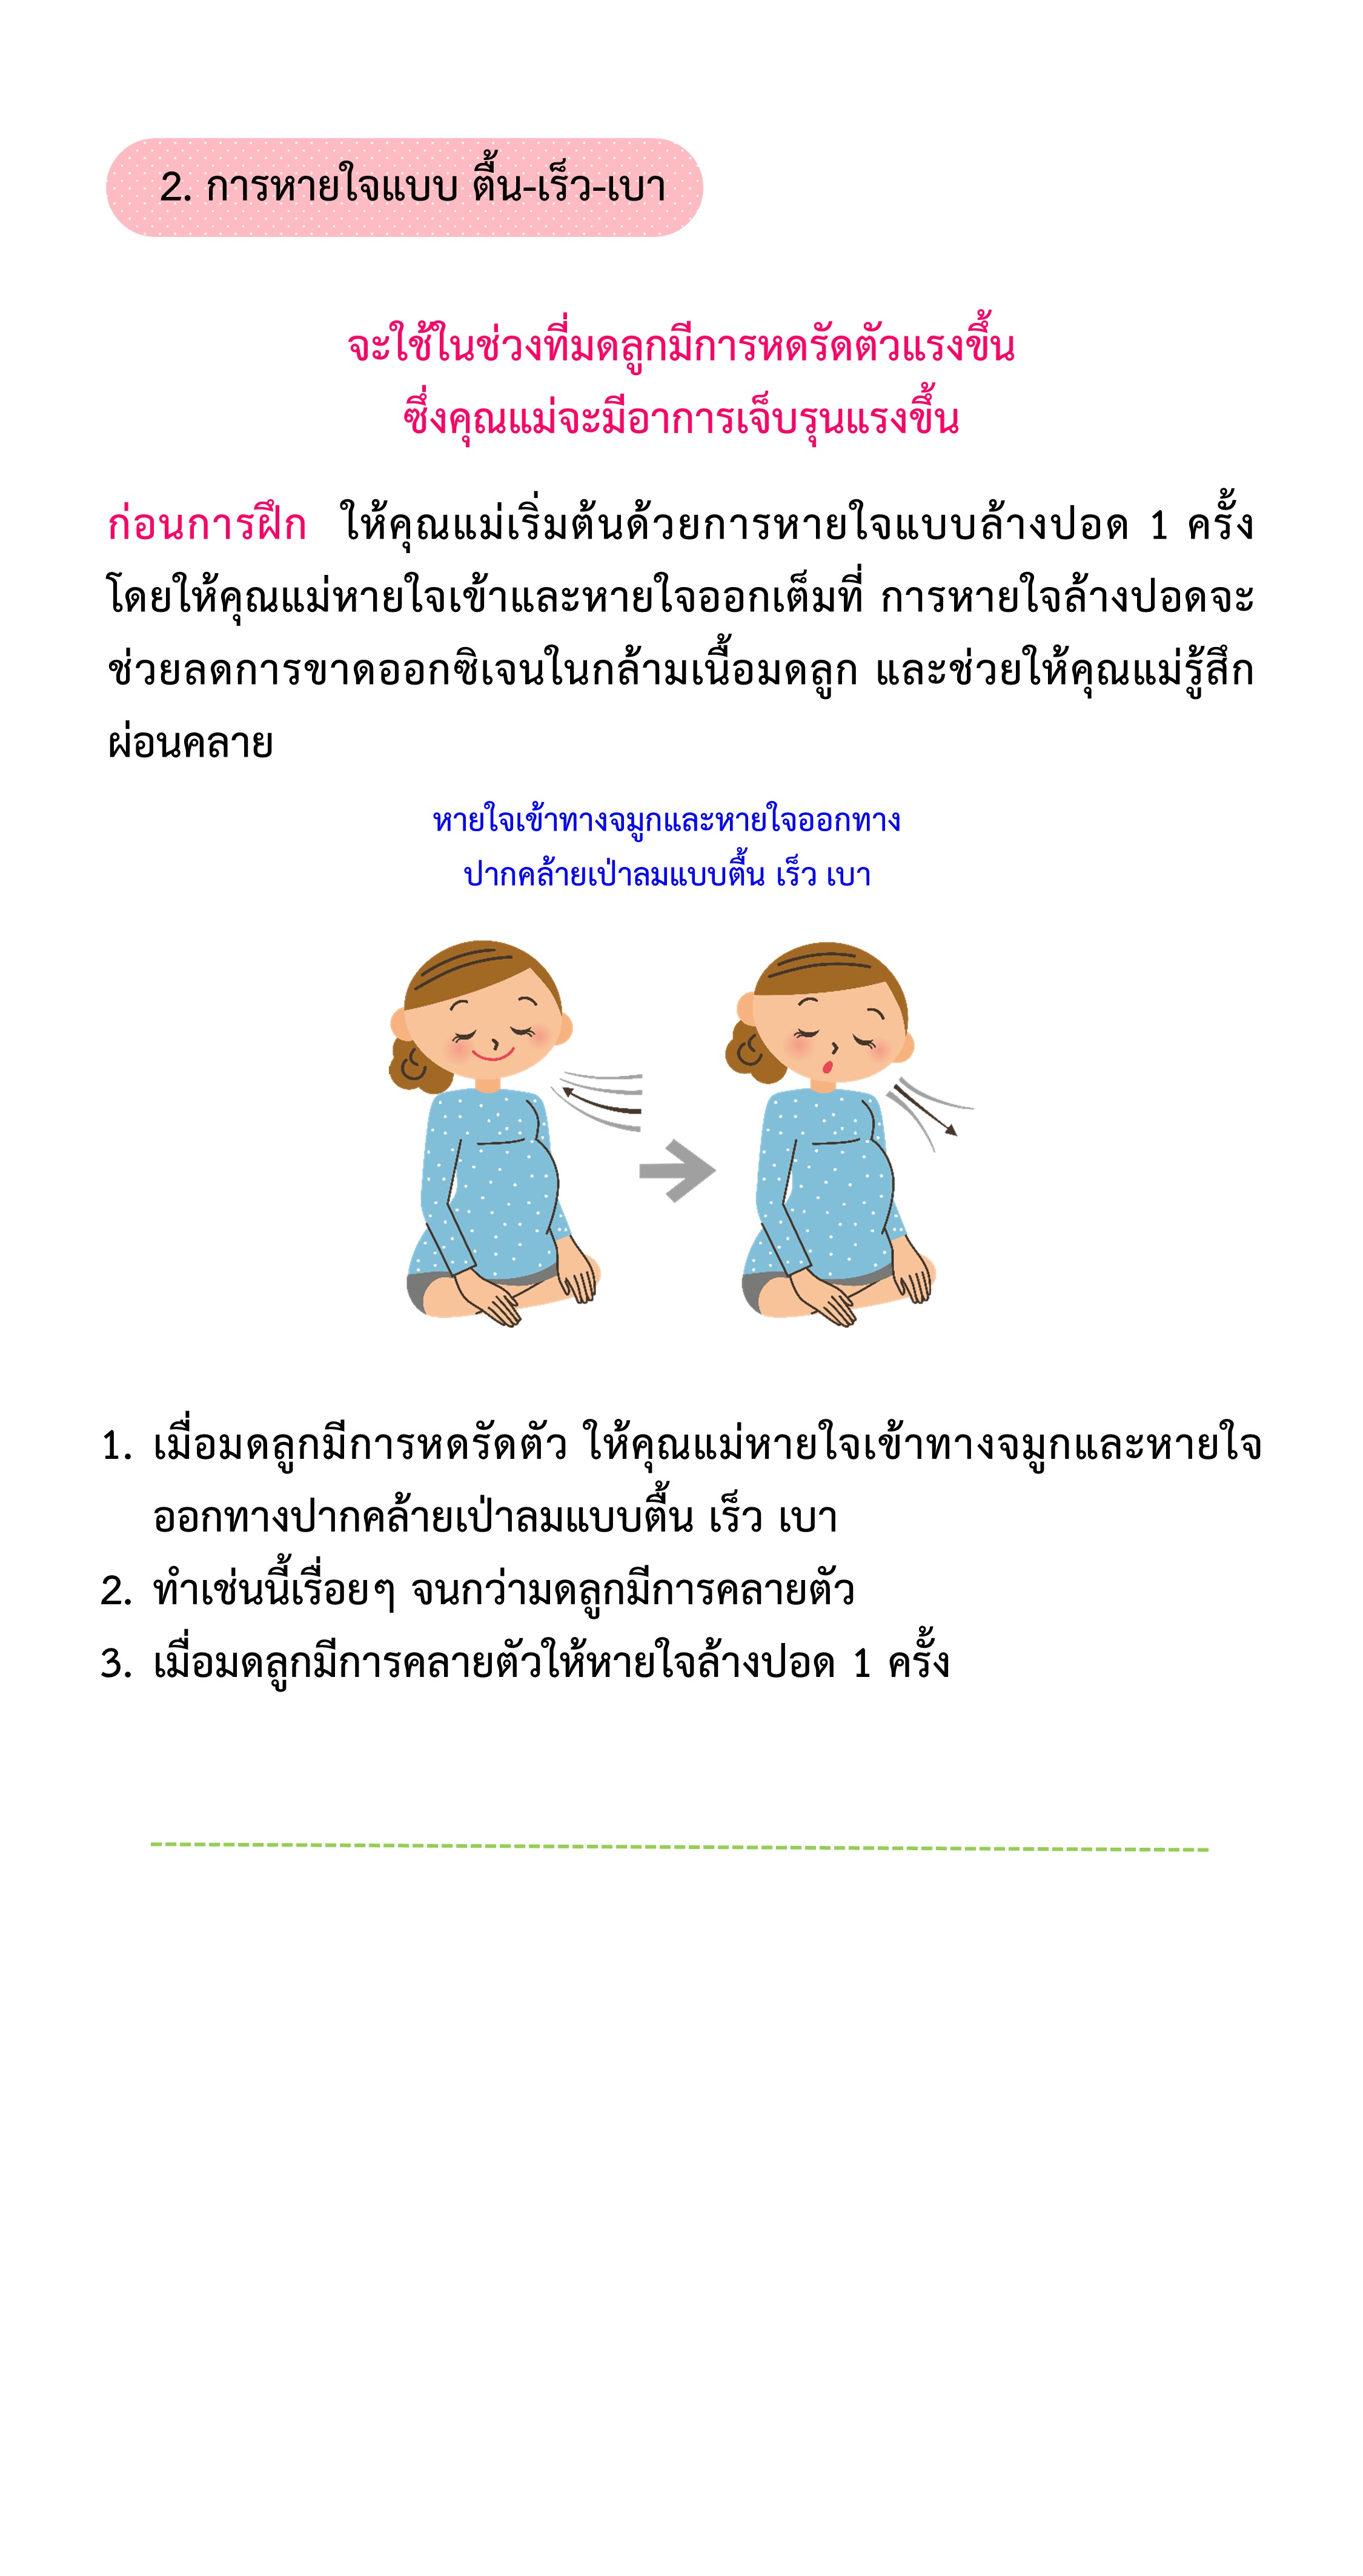 2. การหายใจแบบ ตื้น-เร็ว-เบา
จะใช้ในช่วงที่มดลูกมีการหดรัดตัวแรงขึ้น
ซึ่งคุณแม่จะมีอาการเจ็บรุนแรงขึ้น
ก่อนการฝึก ให้คุณแม่เริ่มต้นด้วยการหายใจแบบล้างปอด 1 ครั้ง
โดยให้คุณแม่หายใจเข้าและหายใจออกเต็มที่ การหายใจล้างปอดจะ
ช่วยลดการขาดออกซิเจนในกล้ามเนื้อมดลูก และช่วยให้คุณแม่รู้สึก
ผ่อนคลาย
หายใจเข้าทางจมูกและหายใจออกทาง
ปากคล้ายเป่าลมแบบตื้น เร็ว เบา
1. เมื่อมดลูกมีการหดรัดตัว ให้คุณแม่หายใจเข้าทางจมูกและหายใจ
ออกทางปากคล้ายเป่าลมแบบตื้น เร็ว เบา
2. ทำเช่นนี้เรื่อยๆ จนกว่ามดลูกมีการคลายตัว
3. เมื่อมดลูกมีการคลายตัวให้หายใจล้างปอด 1 ครั้ง